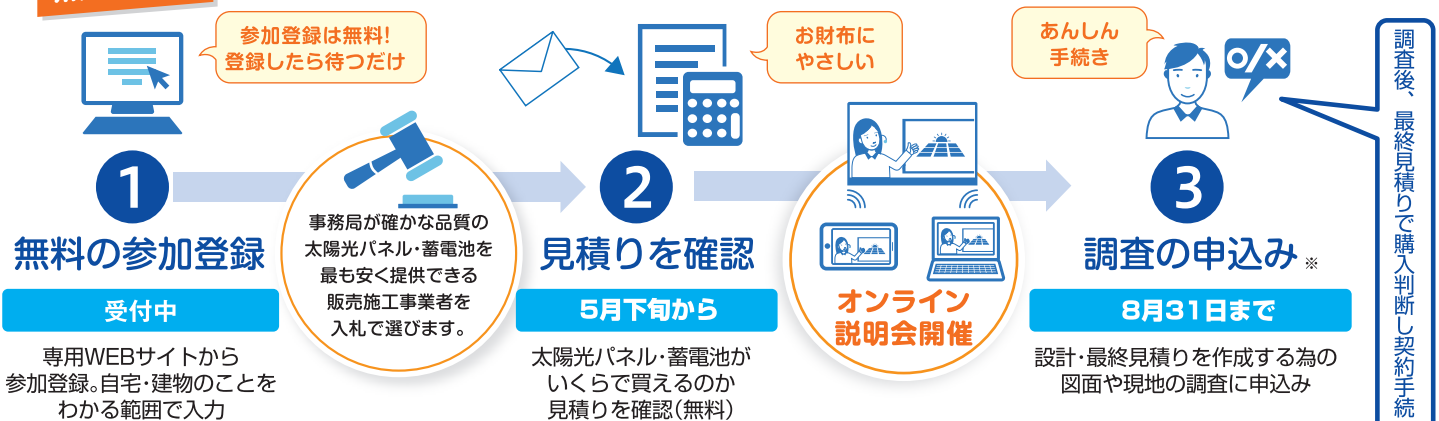 参加登録は無料!
登録したら待つだけ
1
無料の参加登録
受付中
専用WEBサイトから
参加登録。自宅・建物のことを
わかる範囲で入力
事務局が確かな品質の
太陽光パネル・蓄電池を
最も安く提供できる
販売施工事業者を
入札で選びます。
お財布に
やさしい
2
見積りを確認
5月下旬から
太陽光パネル・蓄電池が
いくらで買えるのか
見積りを確認(無料)
オンライン
説明会開催
あんしん
手続き
o/×
3
調査の申込み※
8月31日まで
設計・最終見積りを作成する為の
図面や現地の調査に申込み
調査後、最終見積りで購入判断し契約手続